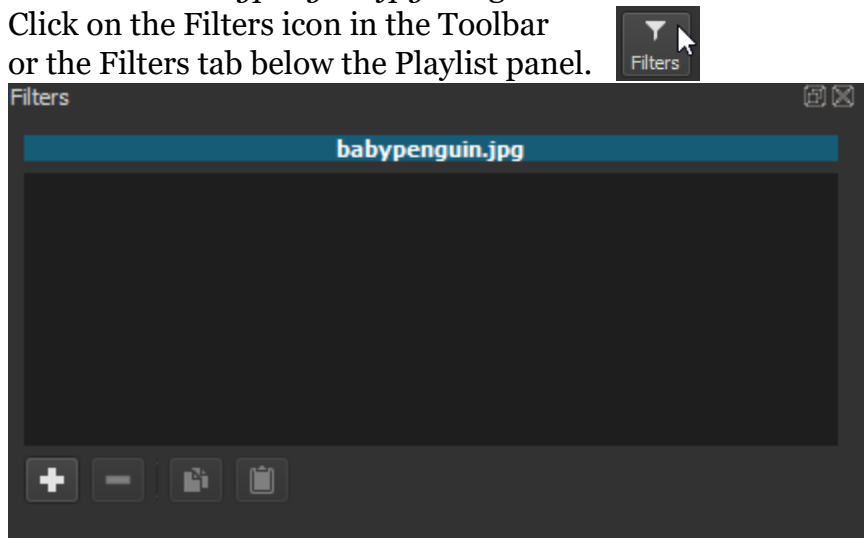 Click on the Filters icon in the Toolbar
or the Filters tab below the Playlist panel.
Filters
Filters
babypenguin.jpg